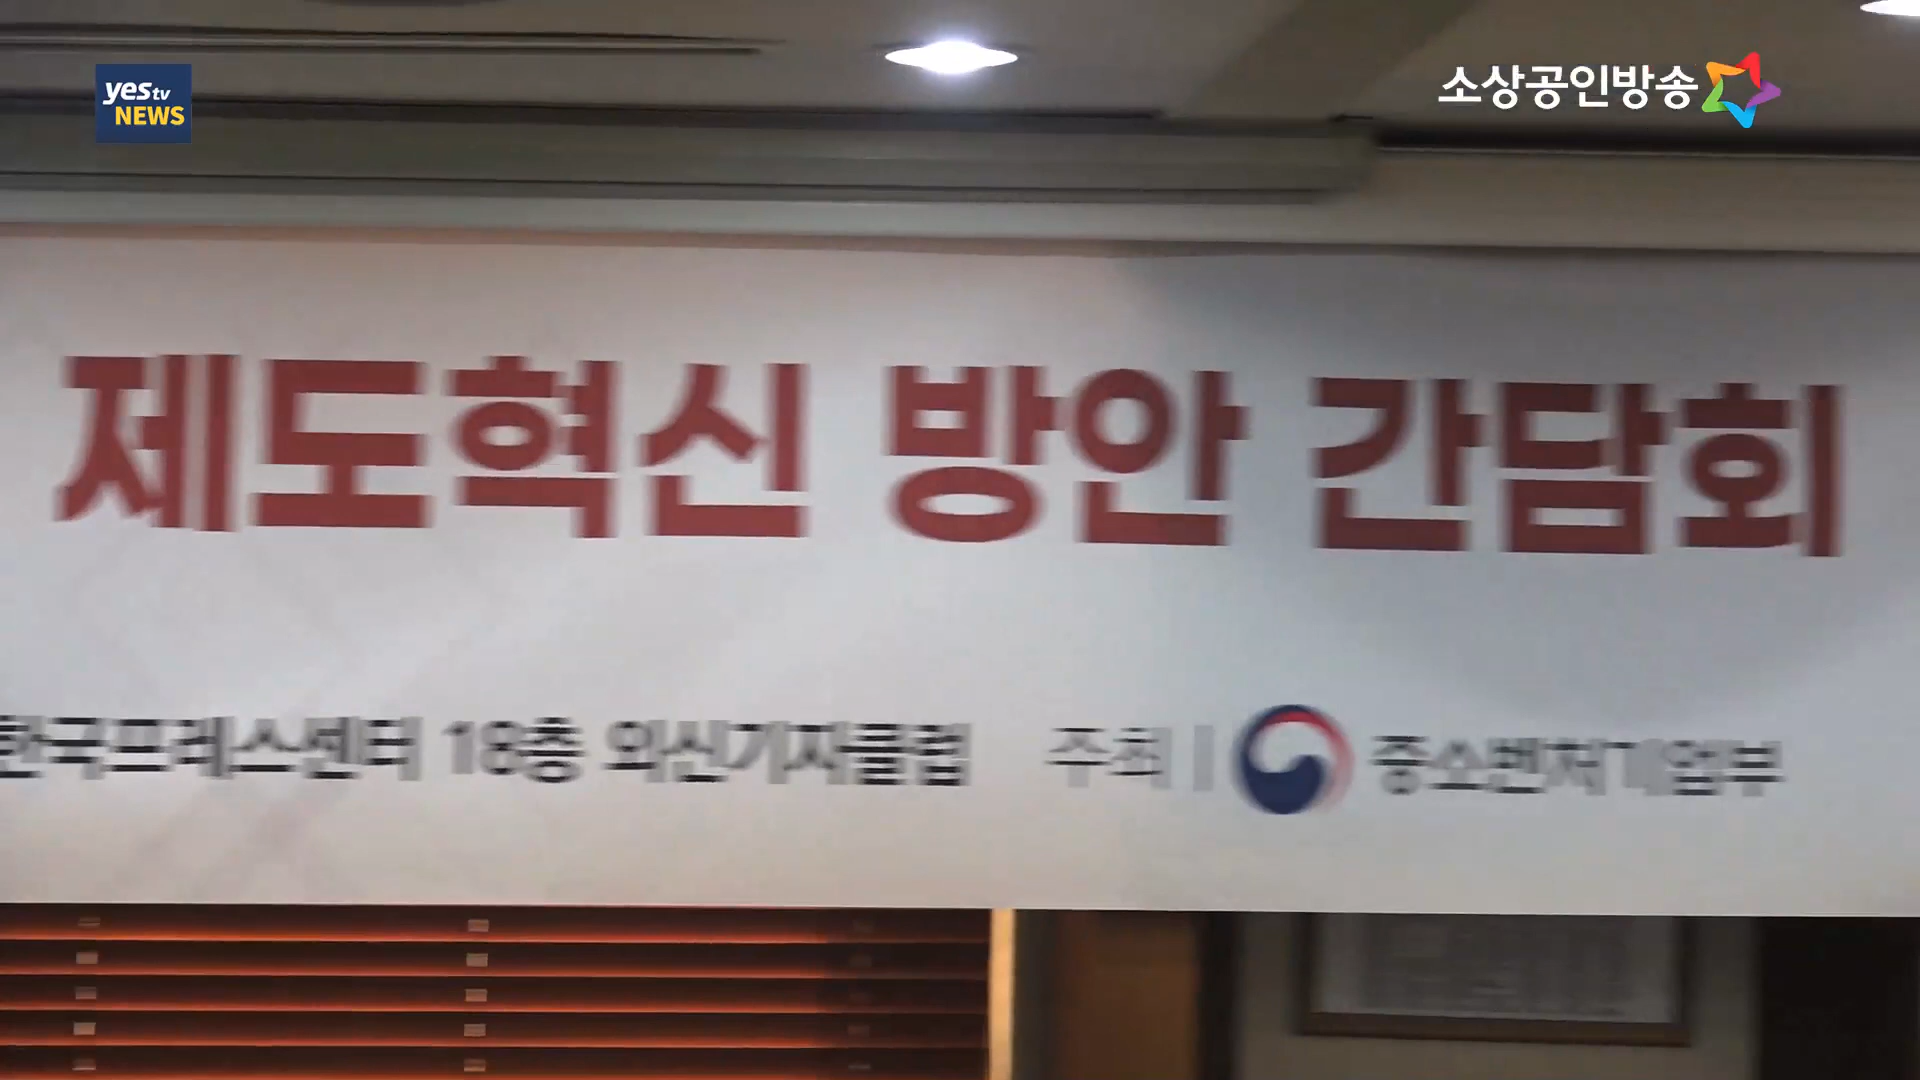 yes tv
NEWS
소상공인방송
제도혁신 방안 간담회
한국프레스센터 18층 외신기자클럽 주최 | 중소벤처기업부